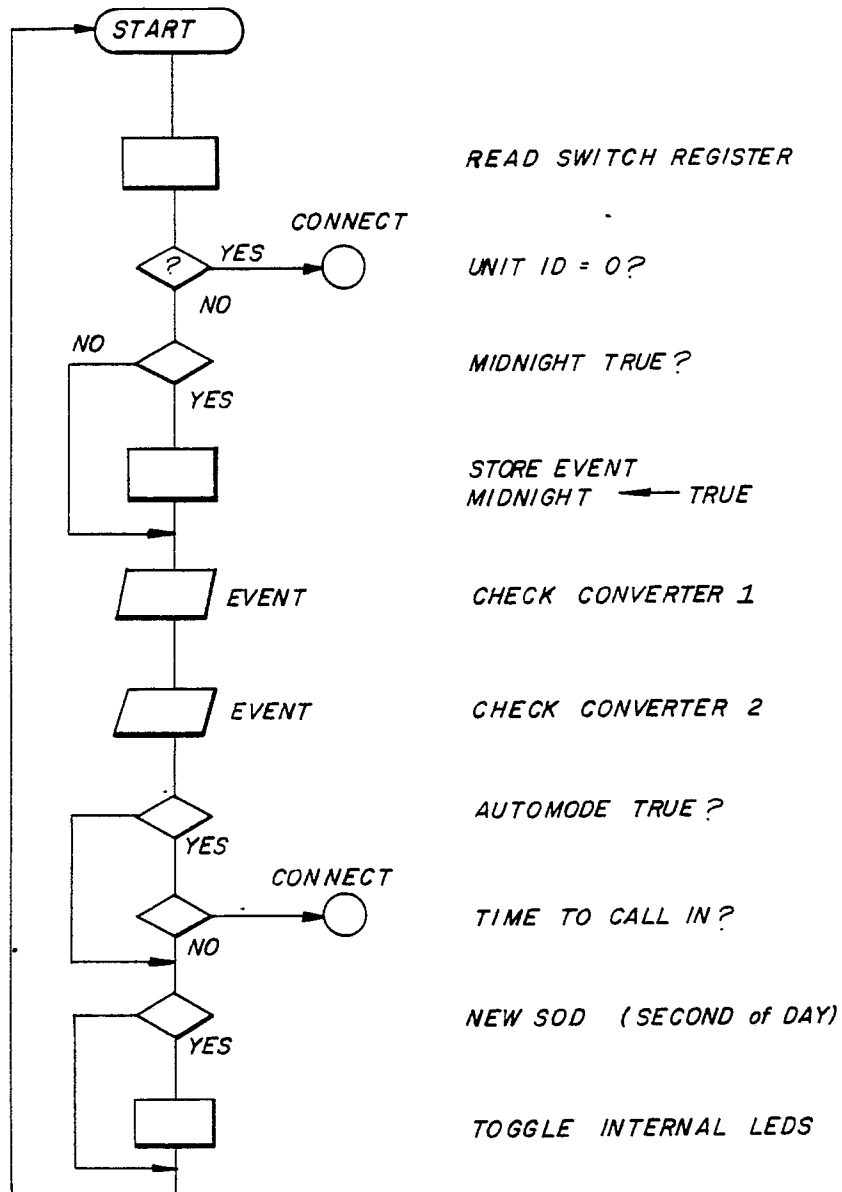 START
READ SWITCH REGISTER
CONNECT
? YES UNIT ID = 0?
NO
NO MIDNIGHT TRUE?
YES
STORE EVENT
MIDNIGHT ← TRUE
EVENT CHECK CONVERTER 1
EVENT CHECK CONVERTER 2
AUTOMODE TRUE?
YES
CONNECT
TIME TO CALL IN?
NO
NEW SOD (SECOND of DAY)
YES
TOGGLE INTERNAL LEDS